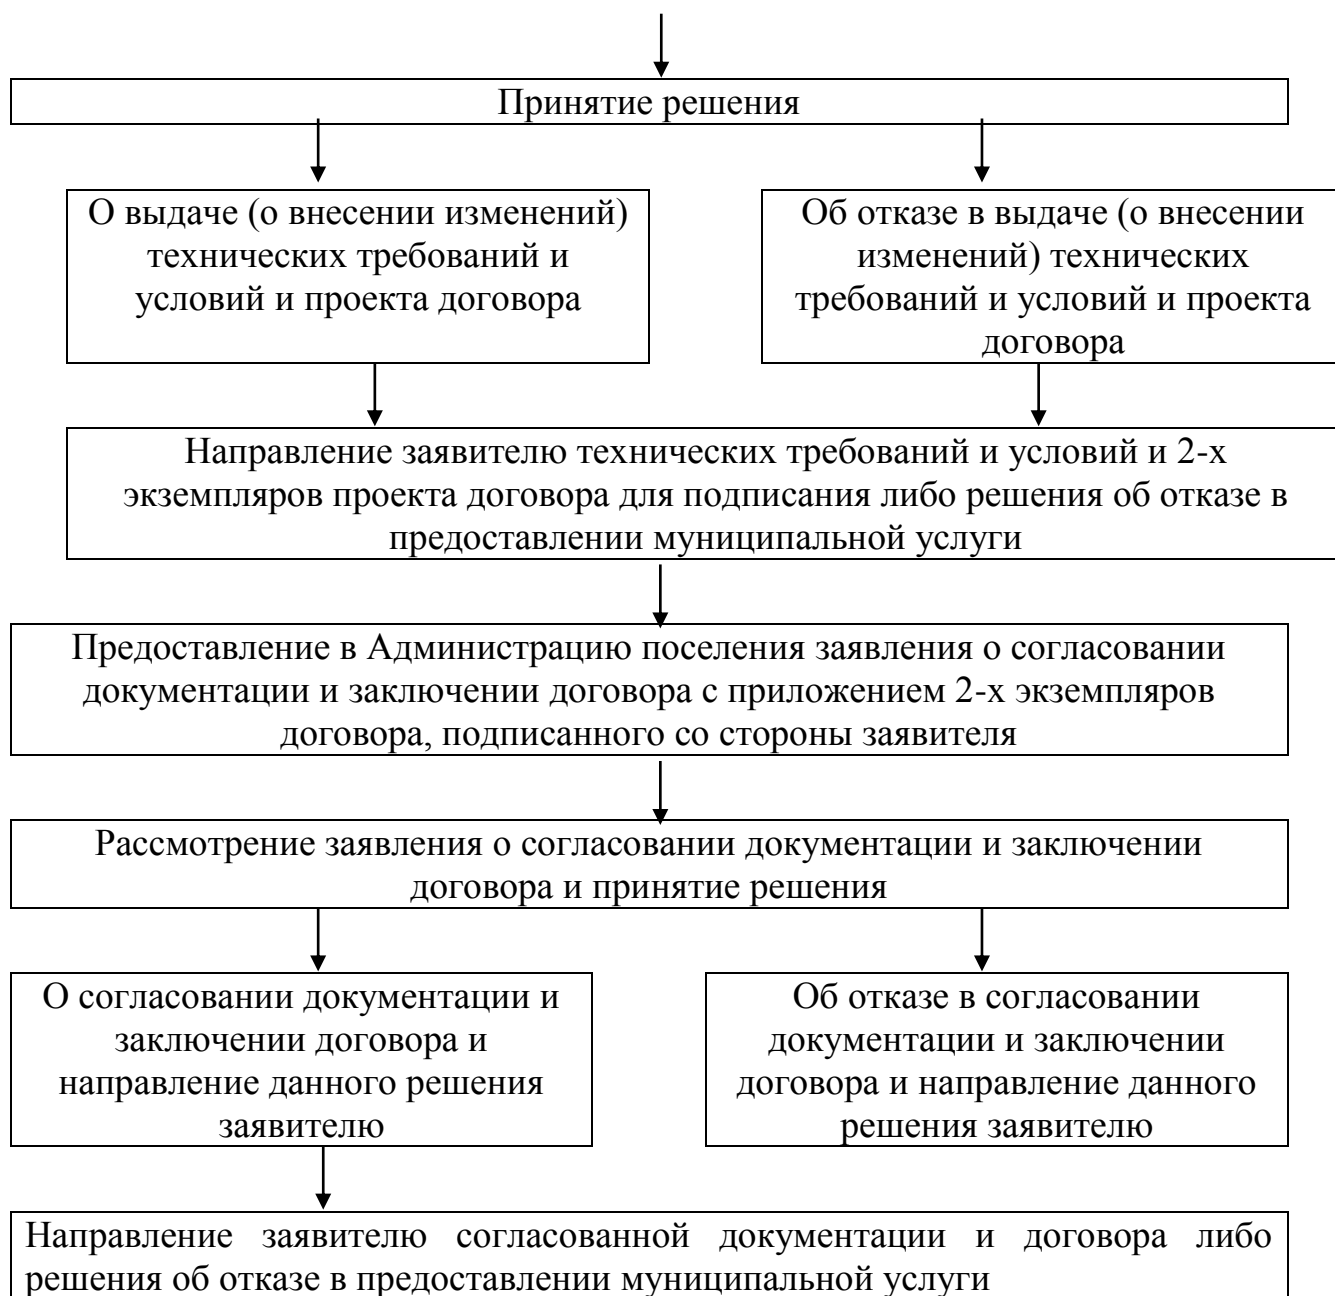 Принятие решения
О выдаче (о внесении изменений)
технических требований и
условий и проекта договора
Об отказе в выдаче (о внесении
изменений) технических
требований и условий и проекта
договора
Направление заявителю технических требований и условий и 2-х
экземпляров проекта договора для подписания либо решения об отказе в
предоставлении муниципальной услуги
Предоставление в Администрацию поселения заявления о согласовании
документации и заключении договора с приложением 2-х экземпляров
договора, подписанного со стороны заявителя
Рассмотрение заявления о согласовании документации и заключении
договора и принятие решения
О согласовании документации и
заключении договора и
направление данного решения
заявителю
Об отказе в согласовании
документации и заключении
договора и направление данного
решения заявителю
Направление заявителю согласованной документации и договора либо
решения об отказе в предоставлении муниципальной услуги